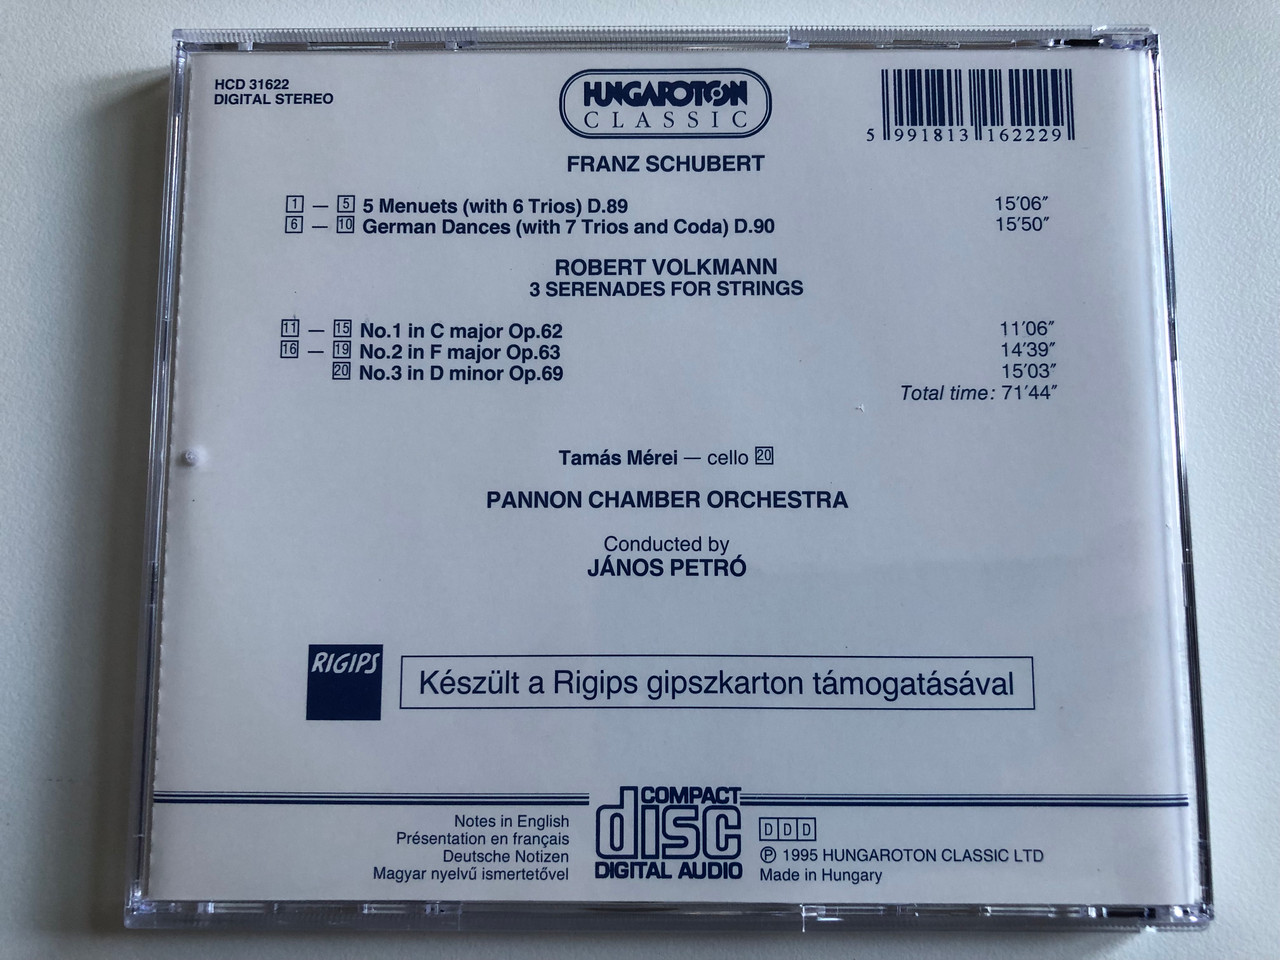 HCD 31622
DIGITAL STEREO
HUNGAROTON
CLASSIC
5 991813 162229
FRANZ SCHUBERT
1 — 5 5 Menuets (with 6 Trios) D.89 15'06"
6 — 10 German Dances (with 7 Trios and Coda) D.90 15'50"
ROBERT VOLKMANN
3 SERENADES FOR STRINGS
11 — 15 No.1 in C major Op.62 11'06"
16 — 19 No.2 in F major Op.63 14'39"
20 No.3 in D minor Op.69 15'03"
Total time: 71'44"
Tamás Mérei — cello 20
PANNON CHAMBER ORCHESTRA
Conducted by
JÁNOS PETRÓ
RIGIPS
Készült a Rigips gipszkarton támogatásával
Notes in English
Présentation en français
Deutsche Notizen
Magyar nyelvű ismertetővel
COMPACT
disc
DIGITAL AUDIO
DDD
℗ 1995 HUNGAROTON CLASSIC LTD
Made in Hungary